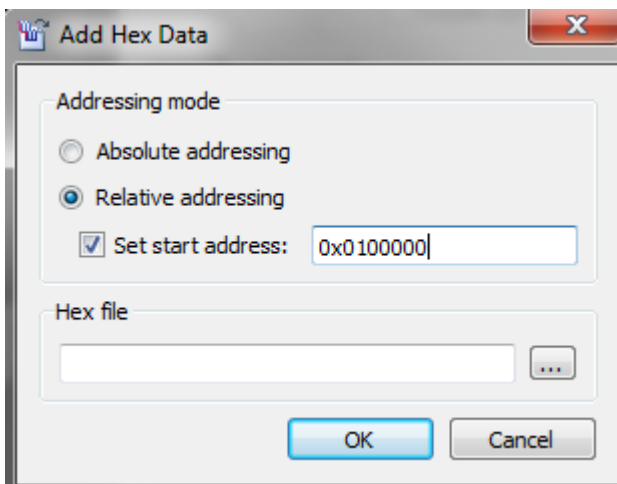 Add Hex Data
Addressing mode
Absolute addressing
Relative addressing
Set start address: 0x0100000
Hex file
...
OK Cancel